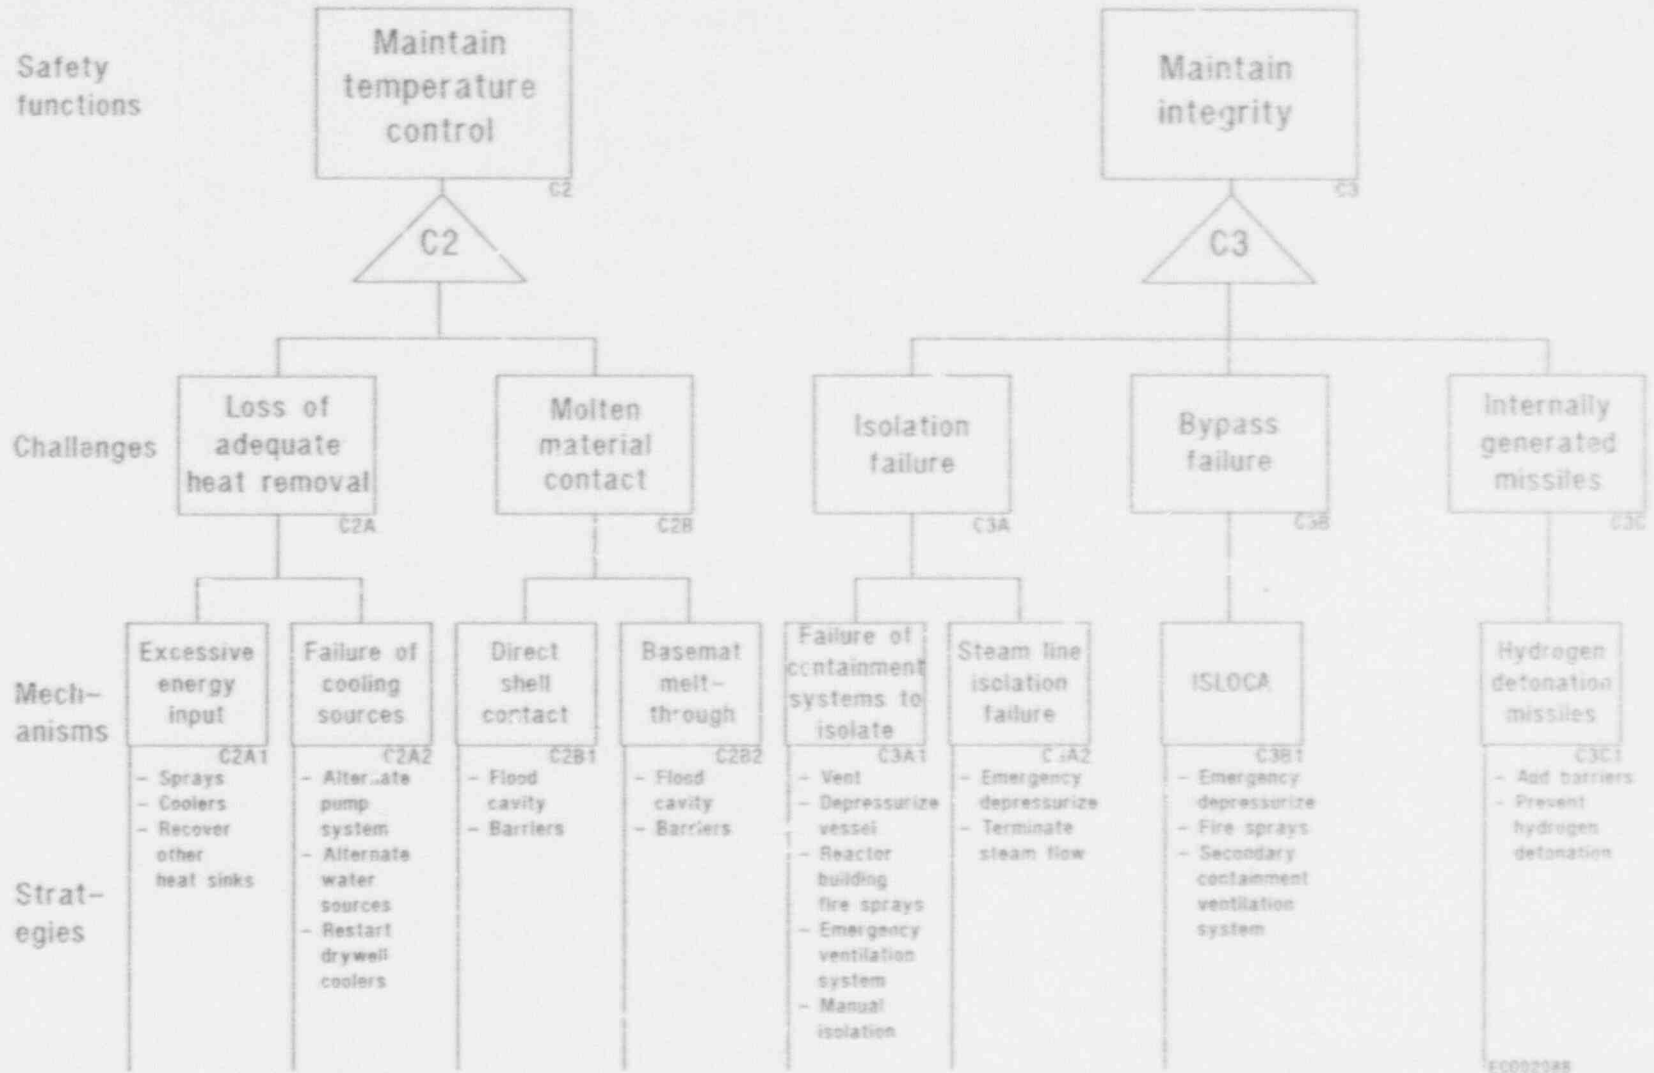 Safety
functions
Maintain
temperature
control
C2
Maintain
integrity
C3
C2
C3
Challenges
Loss of
adequate
heat removal
C2A
Molten
material
contact
C2B
Isolation
failure
C3A
Bypass
failure
C3B
Internally
generated
missiles
C3C
Mech-
anisms
Excessive
energy
input
C2A1
Failure of
cooling
sources
C2A2
Direct
shell
contact
C2B1
Basemat
melt-
through
C2B2
Failure of
containment
systems to
isolate
C3A1
Steam line
isolation
failure
C3A2
ISLOCA
C3B1
Hydrogen
detonation
missiles
C3C1
Strat-
egies
- Sprays
- Coolers
- Recover
other
heat sinks
- Alternate
pump
system
- Alternate
water
sources
- Restart
drywell
coolers
- Flood
cavity
- Barriers
- Flood
cavity
- Barriers
- Vent
- Depressurize
vessel
- Reactor
building
fire sprays
- Emergency
ventilation
system
- Manual
isolation
- Emergency
depressurize
- Terminate
steam flow
- Emergency
depressurize
- Fire sprays
- Secondary
containment
ventilation
system
- Add barriers
- Prevent
hydrogen
detonation